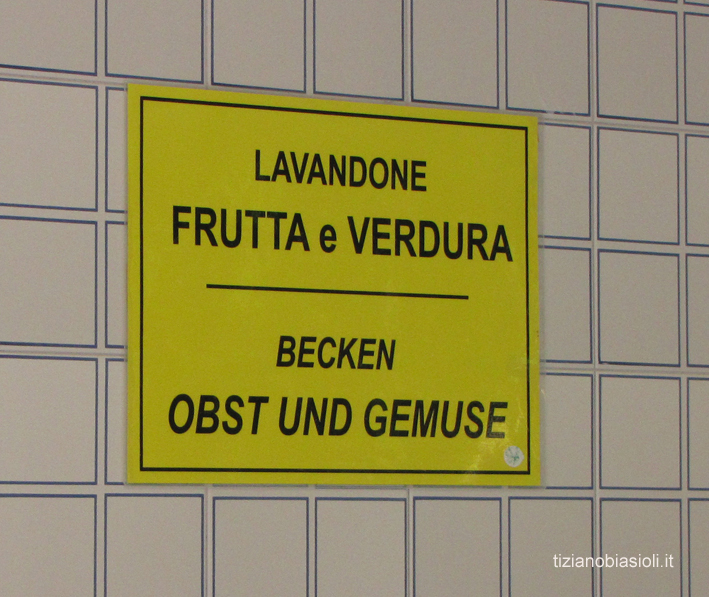 LAVANDONE
FRUTTA e VERDURA
BECKEN
OBST UND GEMUSE
tizianobiasioli.it